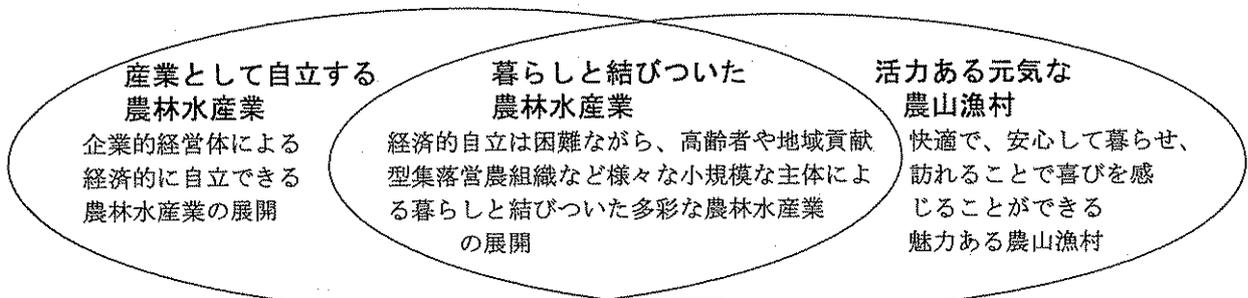 産業として自立する
農林水産業
企業的経営体による
経済的に自立できる
農林水産業の展開
暮らしと結びついた
農林水産業
経済的自立は困難ながら、高齢者や地域貢献
型集落営農組織など様々な小規模な主体によ
る暮らしと結びついた多彩な農林水産業
の展開
活力ある元気な
農山漁村
快適で、安心して暮らせ、
訪れることで喜びを感
じることができる
魅力ある農山漁村